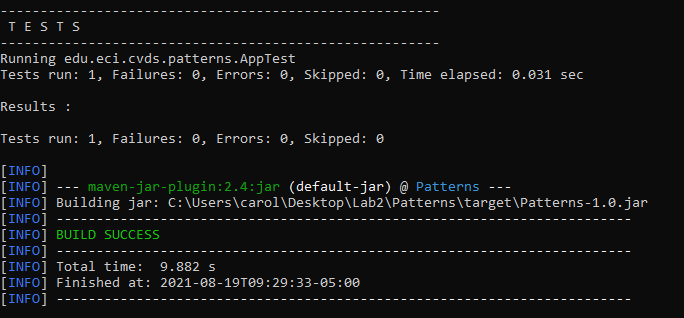 -------------------------------------------------------
 T E S T S
-------------------------------------------------------
Running edu.eci.cvds.patterns.AppTest
Tests run: 1, Failures: 0, Errors: 0, Skipped: 0, Time elapsed: 0.031 sec

Results :

Tests run: 1, Failures: 0, Errors: 0, Skipped: 0

[INFO]
[INFO] --- maven-jar-plugin:2.4:jar (default-jar) @ Patterns ---
[INFO] Building jar: C:\Users\carol\Desktop\Lab2\Patterns\target\Patterns-1.0.jar
[INFO] ------------------------------------------------------------------------
[INFO] BUILD SUCCESS
[INFO] ------------------------------------------------------------------------
[INFO] Total time:  9.882 s
[INFO] Finished at: 2021-08-19T09:29:33-05:00
[INFO] ------------------------------------------------------------------------